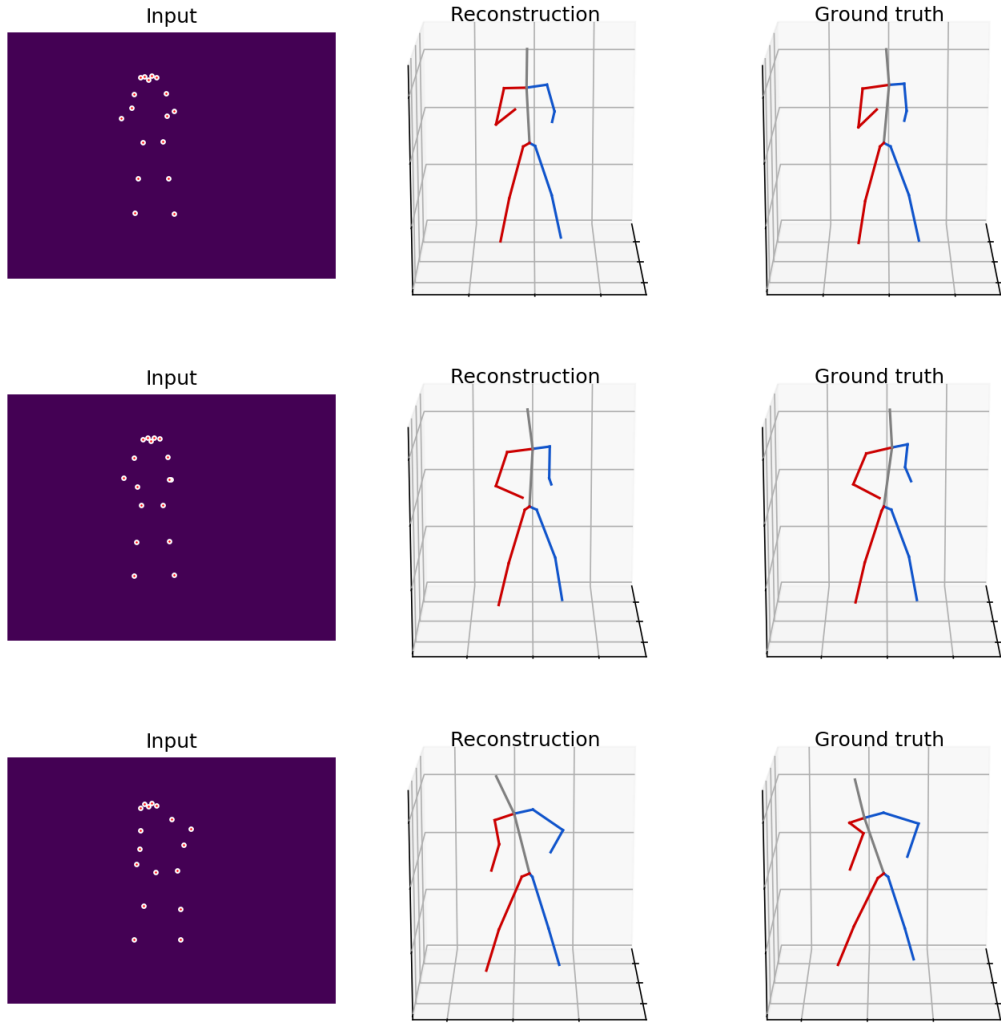 Input
Reconstruction
Ground truth
Input
Reconstruction
Ground truth
Input
Reconstruction
Ground truth